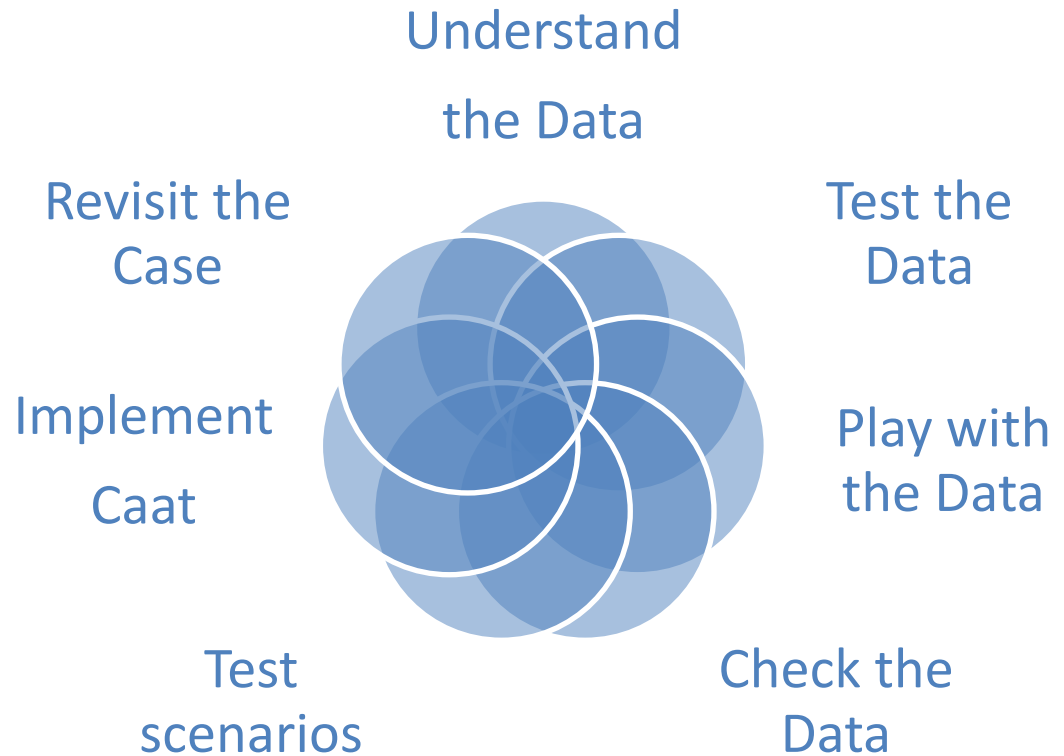 Understand
the Data
Test the
Data
Play with
the Data
Check the
Data
Test
scenarios
Implement
Caat
Revisit the
Case